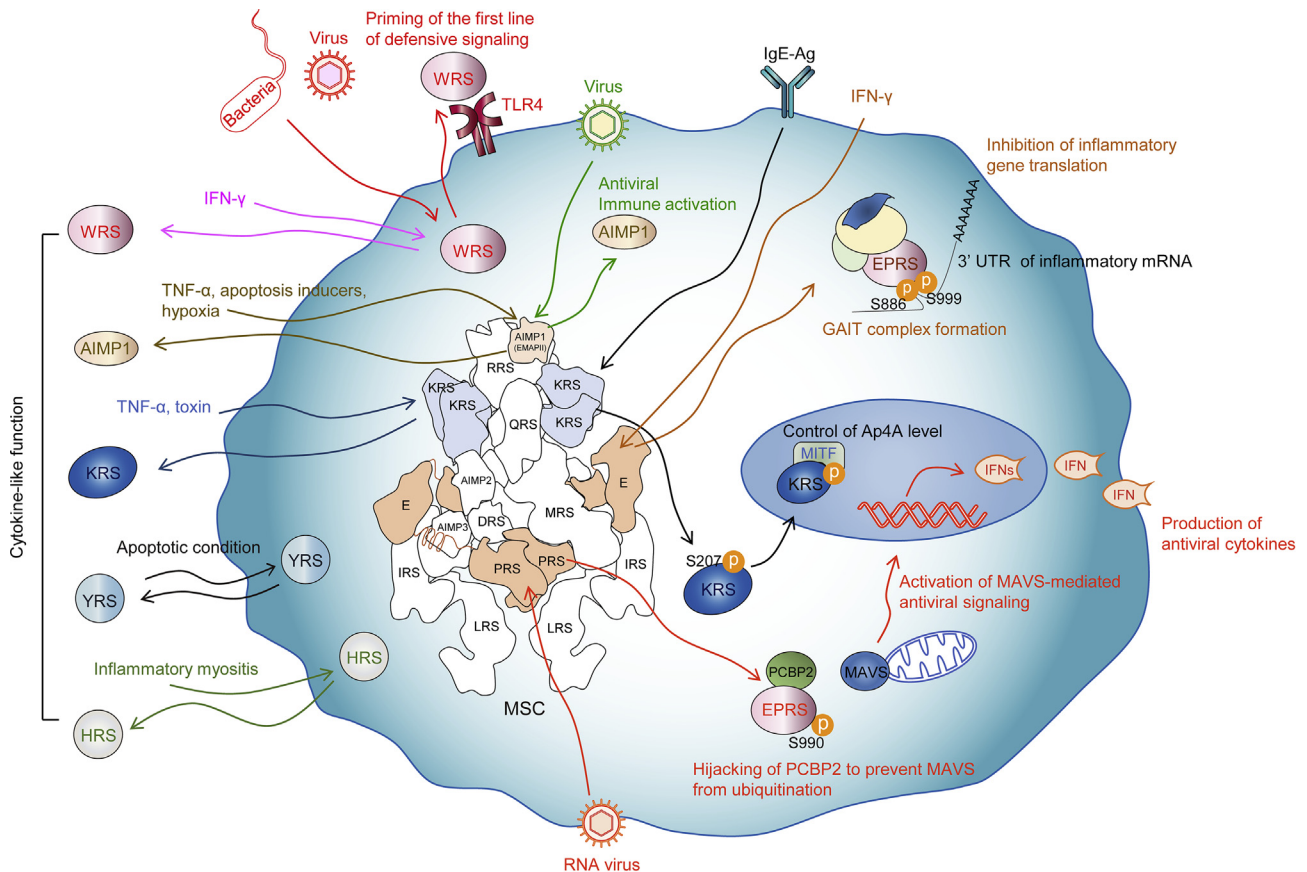 Priming of the first line
of defensive signaling
Virus
WRS
TLR4
Bacteria
Virus
IgE-Ag
IFN-γ
Inhibition of inflammatory
gene translation
AAAAAAA
IFN-γ
WRS
WRS
Antiviral
Immune activation
AIMP1
EPRS
3’ UTR of inflammatory mRNA
p
p
S886
S999
GAIT complex formation
TNF-α, apoptosis inducers,
hypoxia
AIMP1
AIMP1
(EMAPII)
RRS
KRS
KRS
KRS
KRS
QRS
TNF-α, toxin
KRS
Cytokine-like function
Control of Ap4A level
MITF
KRS
p
IFNs
IFN
IFN
Production of
antiviral cytokines
E
AIMP2
E
AIMP3
DRS
MRS
PRS
PRS
IRS
IRS
LRS
LRS
MSC
S207
p
KRS
Apoptotic condition
YRS
YRS
Activation of MAVS-mediated
antiviral signaling
Inflammatory myositis
HRS
HRS
PCBP2
MAVS
EPRS
p
S990
Hijacking of PCBP2 to prevent MAVS
from ubiquitination
RNA virus